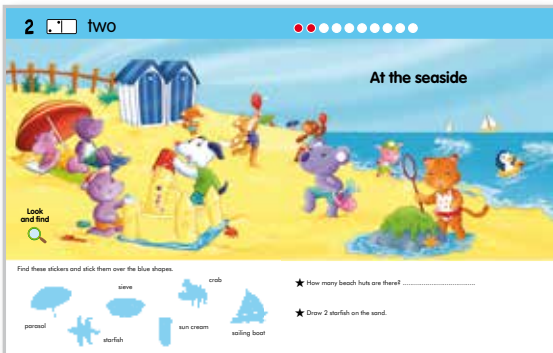 2 two
At the seaside
Look
and find
Find these stickers and stick them over the blue shapes.
parasol
starfish
sieve
sun cream
crab
sailing boat
★ How many beach huts are there? ......................................
★ Draw 2 starfish on the sand.